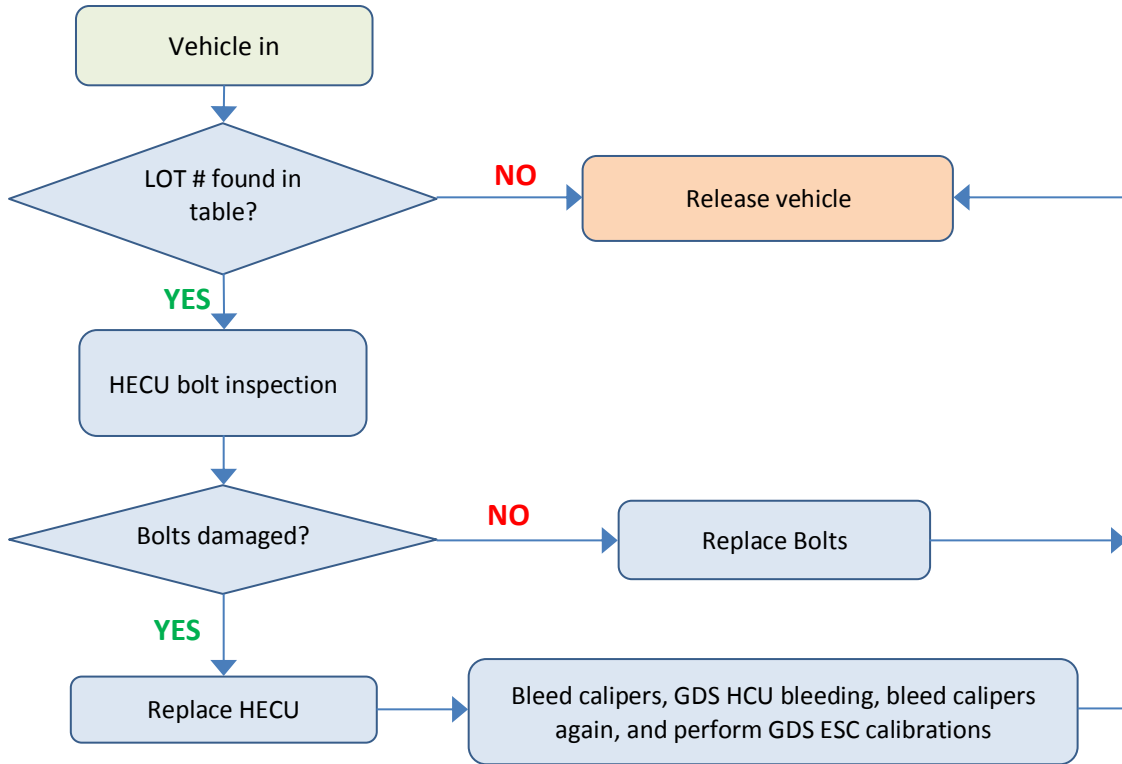 Vehicle in
LOT # found in
table?
NO
Release vehicle
YES
HECU bolt inspection
Bolts damaged?
NO
Replace Bolts
YES
Replace HECU
Bleed calipers, GDS HCU bleeding, bleed calipers
again, and perform GDS ESC calibrations